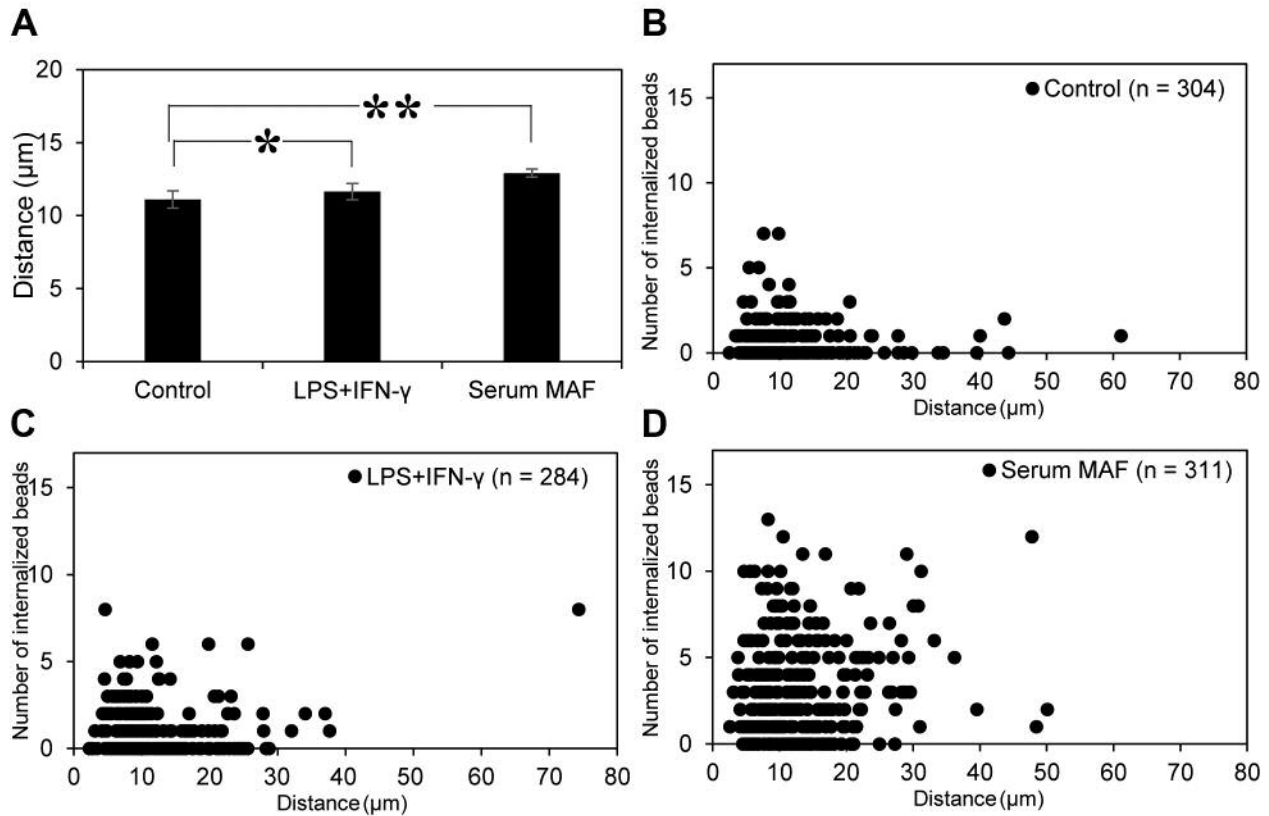 A
20
15
10
5
0
Distance (µm)
*
**
Control
LPS+IFN-γ
Serum MAF
B
Number of internalized beads
15
10
5
0
Control (n = 304)
0 10 20 30 40 50 60 70 80
Distance (µm)
C
Number of internalized beads
15
10
5
0
LPS+IFN-γ (n = 284)
0 10 20 30 40 50 60 70 80
Distance (µm)
D
Number of internalized beads
15
10
5
0
Serum MAF (n = 311)
0 10 20 30 40 50 60 70 80
Distance (µm)